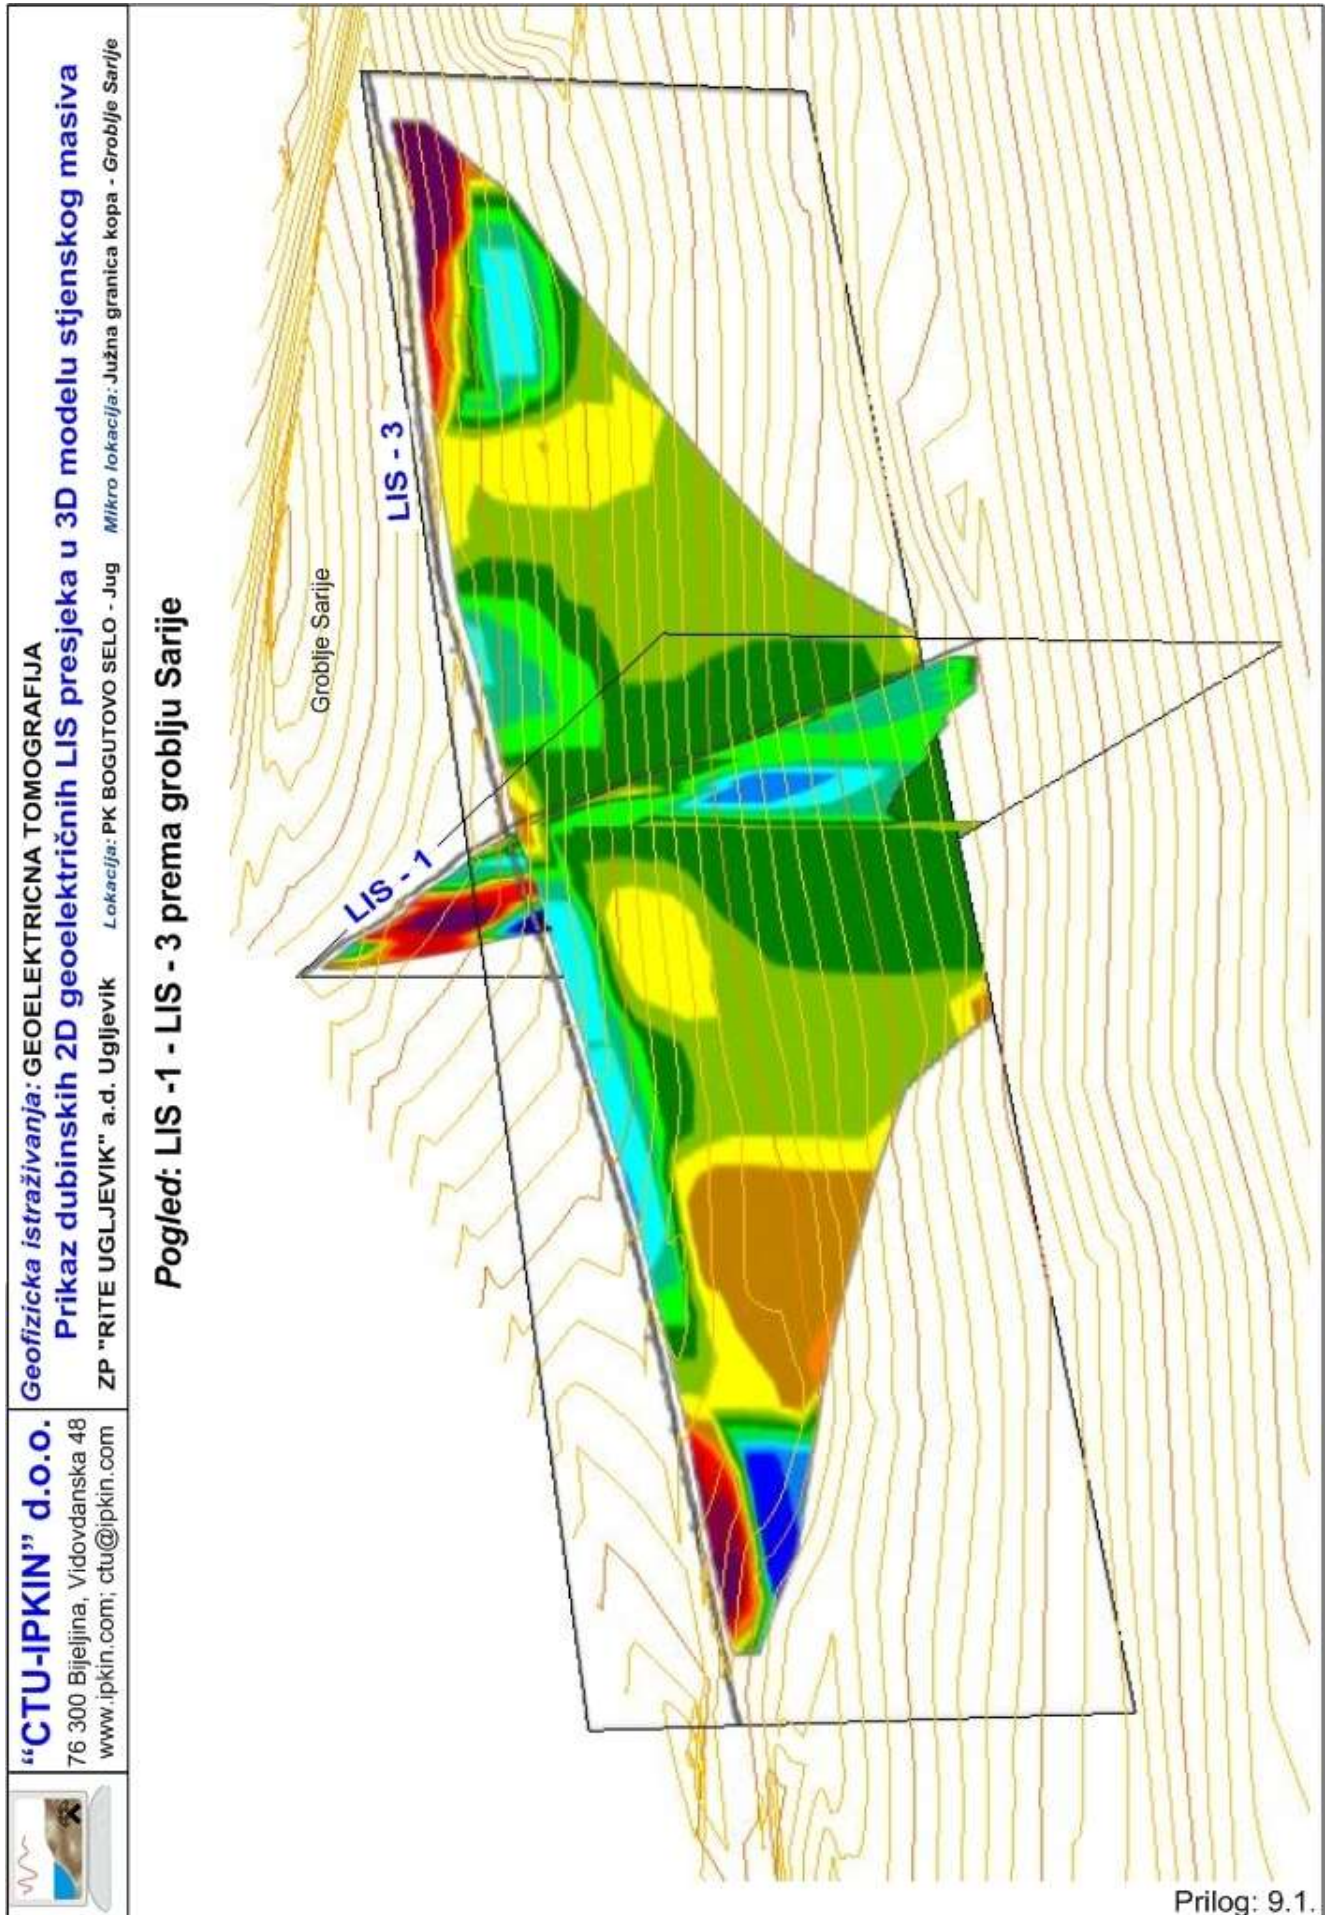 “CTU-IPKIN” d.o.o.
76 300 Bijeljina, Vidovdanska 48
www.ipkin.com; ctu@ipkin.com
Geofizicka istraživanja: GEOELEKTRICNA TOMOGRAFIJA
Prikaz dubinskih 2D geoelektričnih LIS presjeka u 3D modelu stjenskog masiva
ZP "RiTE UGLJEVIK" a.d. Ugljevik Lokacija: PK BOGUTOVO SELO - Jug Mikro lokacija: Južna granica kopa - Groblje Sarije
Pogled: LIS -1 - LIS - 3 prema groblju Sarije
Groblje Sarije
LIS - 1
LIS - 3
Prilog: 9.1.